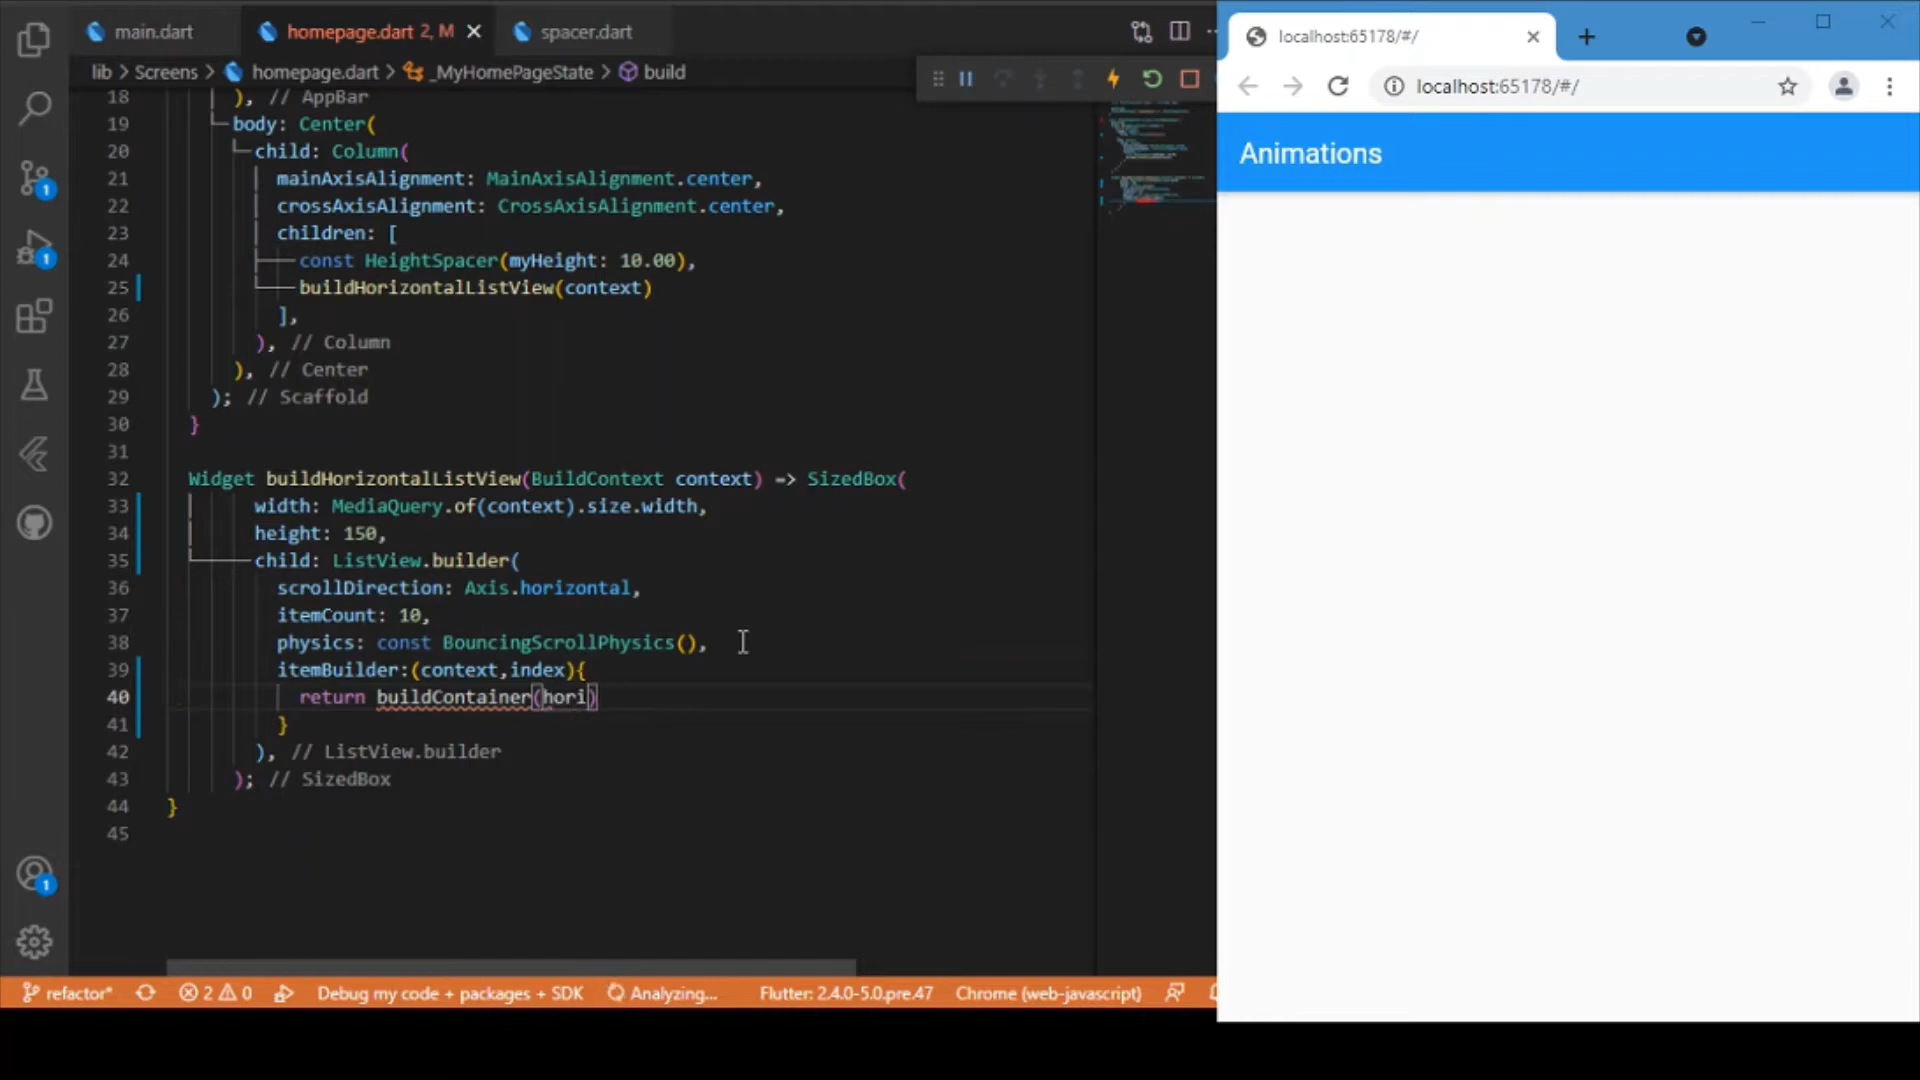 main.dart
homepage.dart 2, M
spacer.dart
lib > Screens > homepage.dart > _MyHomePageState > build
18 ), // AppBar
19 body: Center(
20 child: Column(
21 mainAxisAlignment: MainAxisAlignment.center,
22 crossAxisAlignment: CrossAxisAlignment.center,
23 children: [
24 const HeightSpacer(myHeight: 10.00),
25 buildHorizontalListView(context)
26 ],
27 ), // Column
28 ), // Center
29 ); // Scaffold
30 }
31
32 Widget buildHorizontalListView(BuildContext context) => SizedBox(
33 width: MediaQuery.of(context).size.width,
34 height: 150,
35 child: ListView.builder(
36 scrollDirection: Axis.horizontal,
37 itemCount: 10,
38 physics: const BouncingScrollPhysics(),
39 itemBuilder:(context,index){
40 return buildContainer(hori)
41 }
42 ), // ListView.builder
43 ); // SizedBox
44 }
45
1
1
1
refactor* 2 0 Debug my code + packages + SDK Analyzing... Flutter: 2.4.0-5.0.pre.47 Chrome (web-javascript)
localhost:65178/#/
localhost:65178/#/
Animations